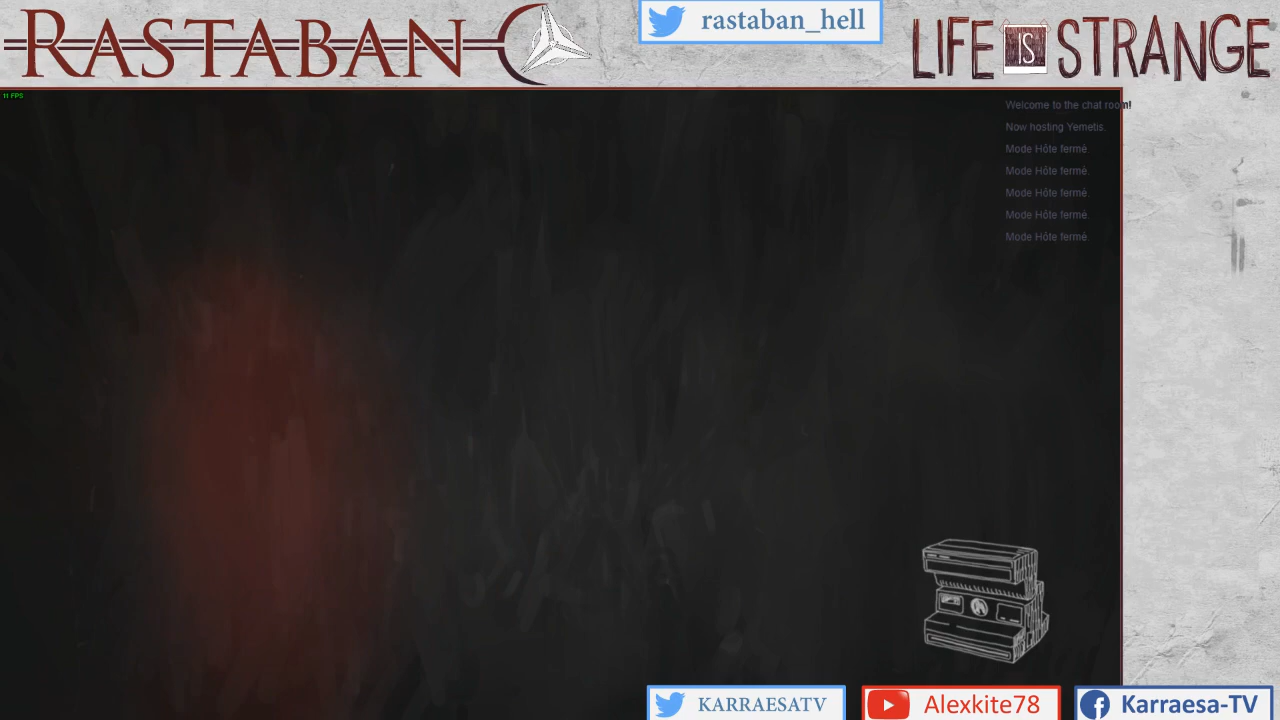 RASTABAN
rastaban_hell
LIFE IS STRANGE
11 FPS
Welcome to the chat room!
Now hosting Yemetis.
Mode Hôte fermé.
Mode Hôte fermé.
Mode Hôte fermé.
Mode Hôte fermé.
Mode Hôte fermé.
KARRAESATV
Alexkite78
Karraesa-TV